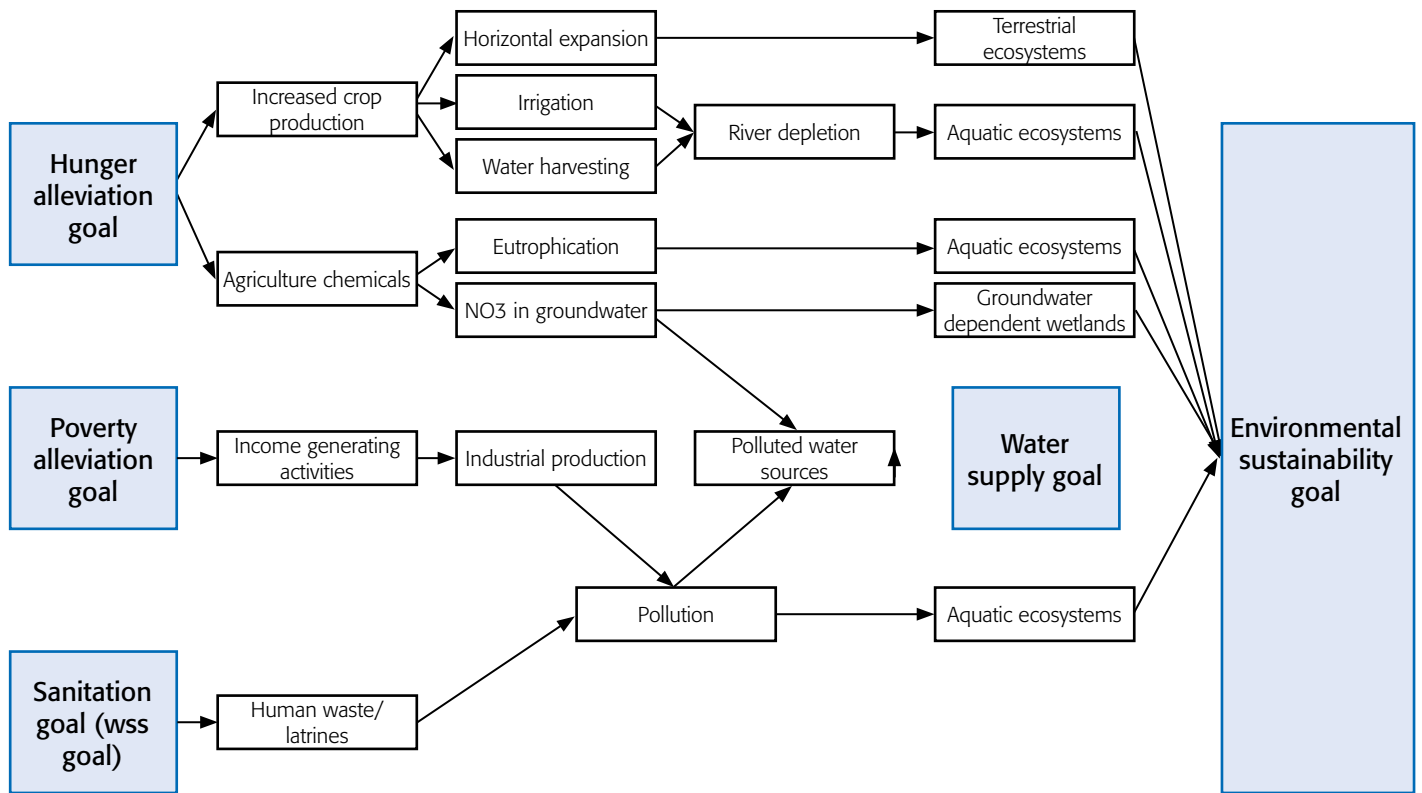 Horizontal expansion
Terrestrial
ecosystems
Increased crop
production
Irrigation
River depletion
Aquatic ecosystems
Hunger
alleviation
goal
Water harvesting
Eutrophication
Aquatic ecosystems
Agriculture chemicals
NO3 in groundwater
Groundwater
dependent wetlands
Poverty
alleviation
goal
Income generating
activities
Industrial production
Polluted water
sources
Water
supply goal
Environmental
sustainability
goal
Pollution
Aquatic ecosystems
Sanitation
goal (wss
goal)
Human waste/
latrines